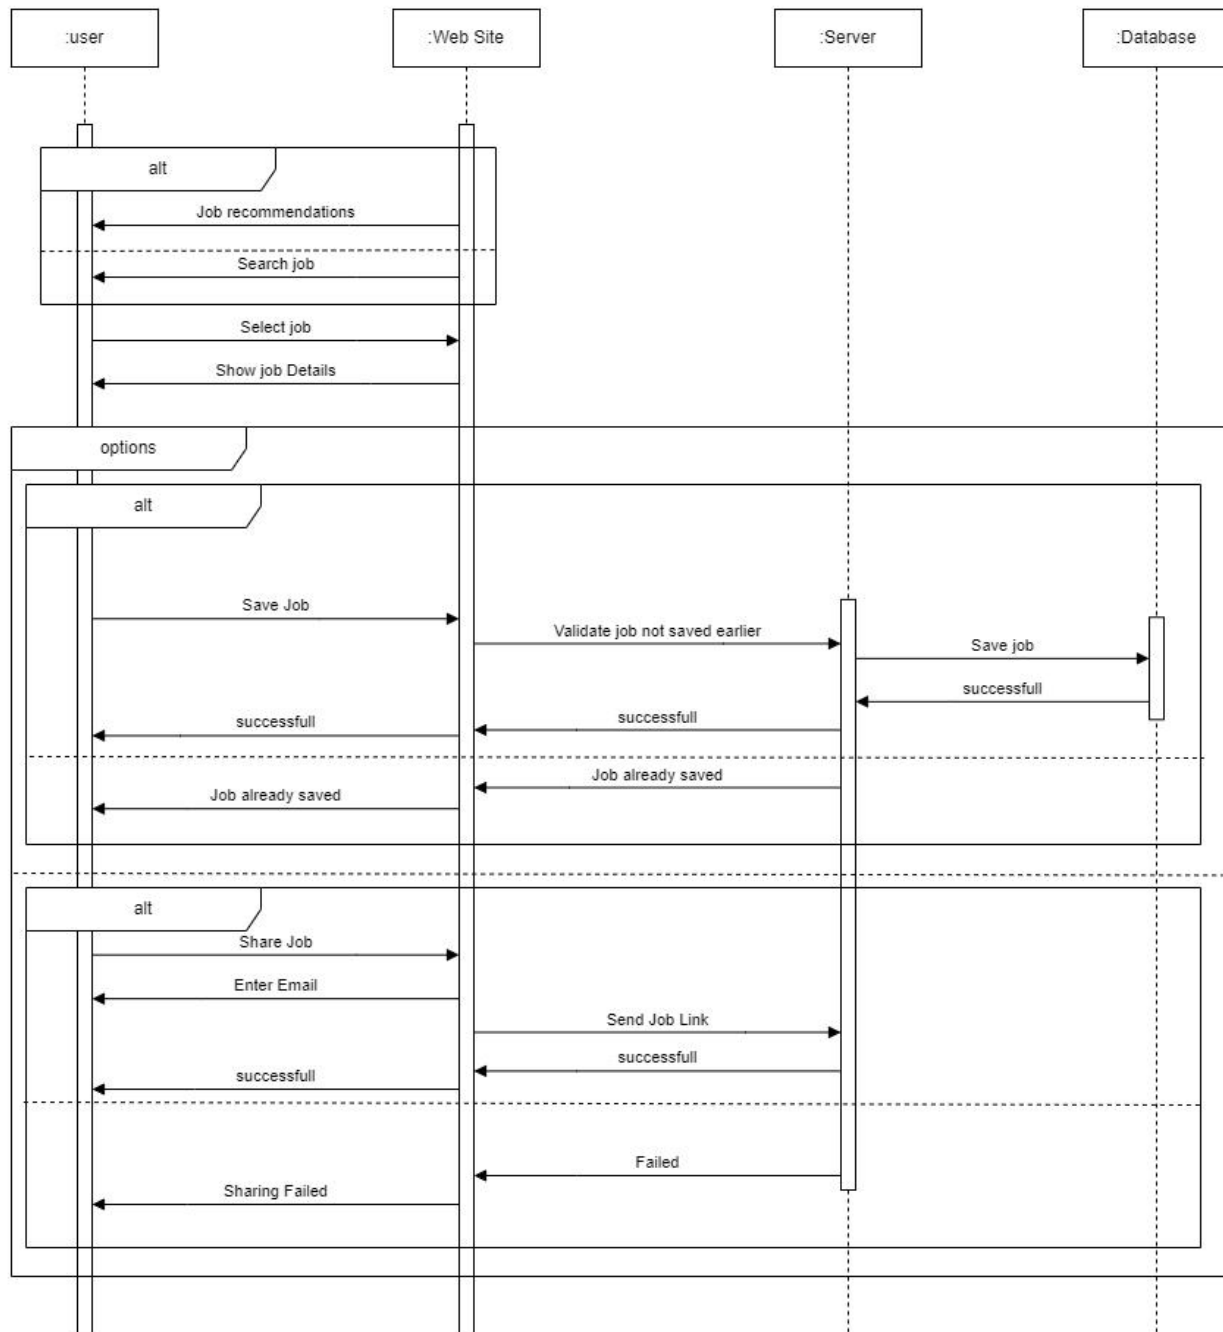 :user
:Web Site
:Server
:Database
alt
Job recommendations
Search job
Select job
Show job Details
options
alt
Save Job
Validate job not saved earlier
Save job
successfull
successfull
successfull
Job already saved
Job already saved
alt
Share Job
Enter Email
Send Job Link
successfull
successfull
Failed
Sharing Failed